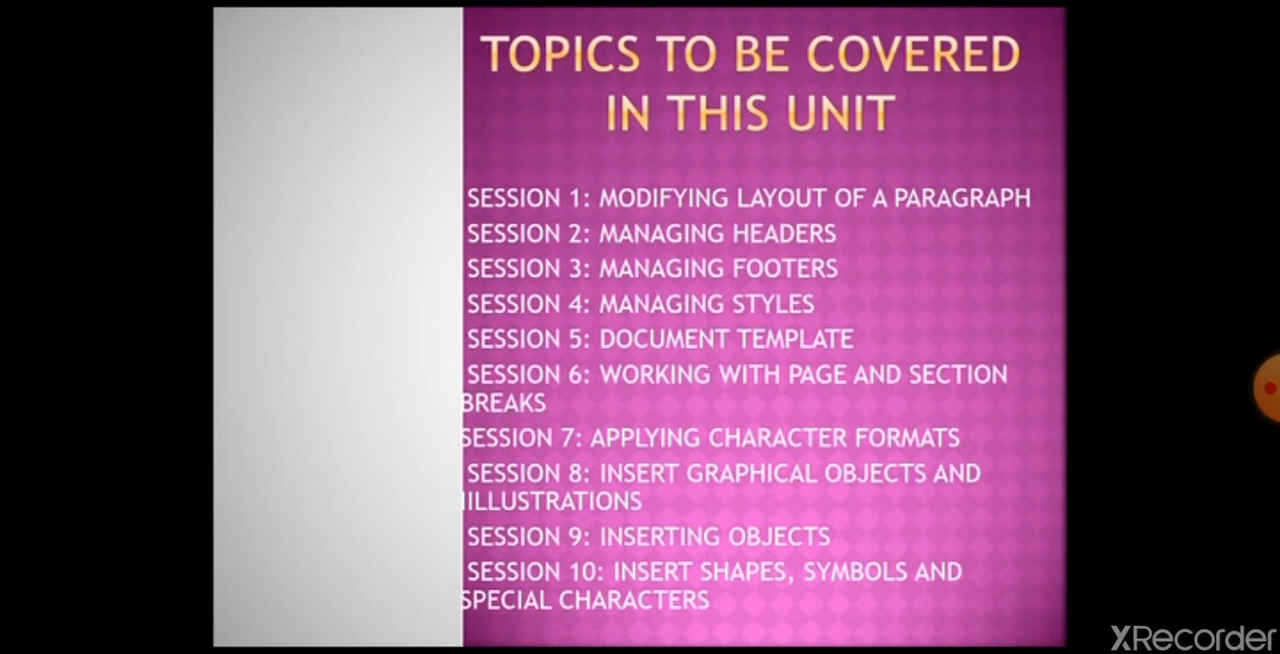 TOPICS TO BE COVERED
IN THIS UNIT
SESSION 1: MODIFYING LAYOUT OF A PARAGRAPH
SESSION 2: MANAGING HEADERS
SESSION 3: MANAGING FOOTERS
SESSION 4: MANAGING STYLES
SESSION 5: DOCUMENT TEMPLATE
SESSION 6: WORKING WITH PAGE AND SECTION
BREAKS
SESSION 7: APPLYING CHARACTER FORMATS
SESSION 8: INSERT GRAPHICAL OBJECTS AND
IILLUSTRATIONS
SESSION 9: INSERTING OBJECTS
SESSION 10: INSERT SHAPES, SYMBOLS AND
SPECIAL CHARACTERS
XRecorder